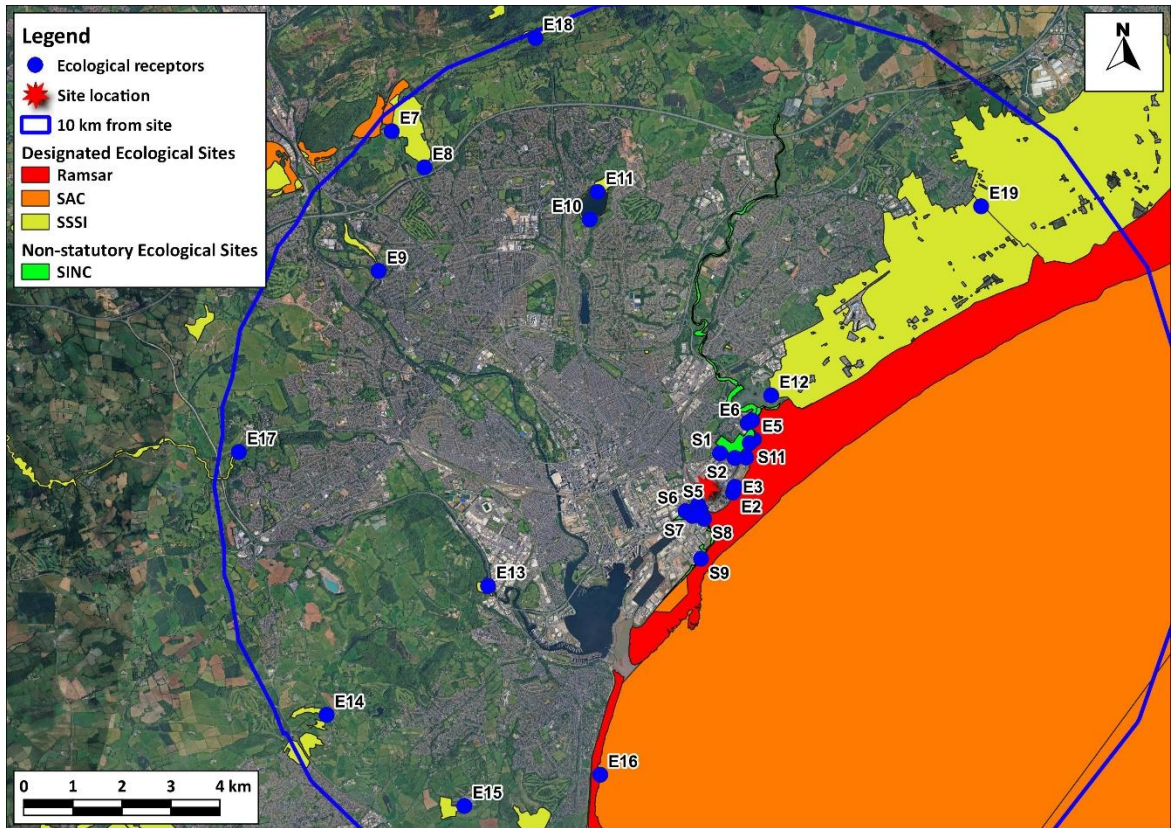 Legend
Ecological receptors
Site location
10 km from site
Designated Ecological Sites
Ramsar
SAC
SSSI
Non-statutory Ecological Sites
SINC
N
E18
E7
E8
E11
E10
E19
E9
E12
E6
E5
E17
S1
S11
S2
E3
S5
S6
E2
S7
S8
S9
E13
E14
E16
E15
0 1 2 3 4 km